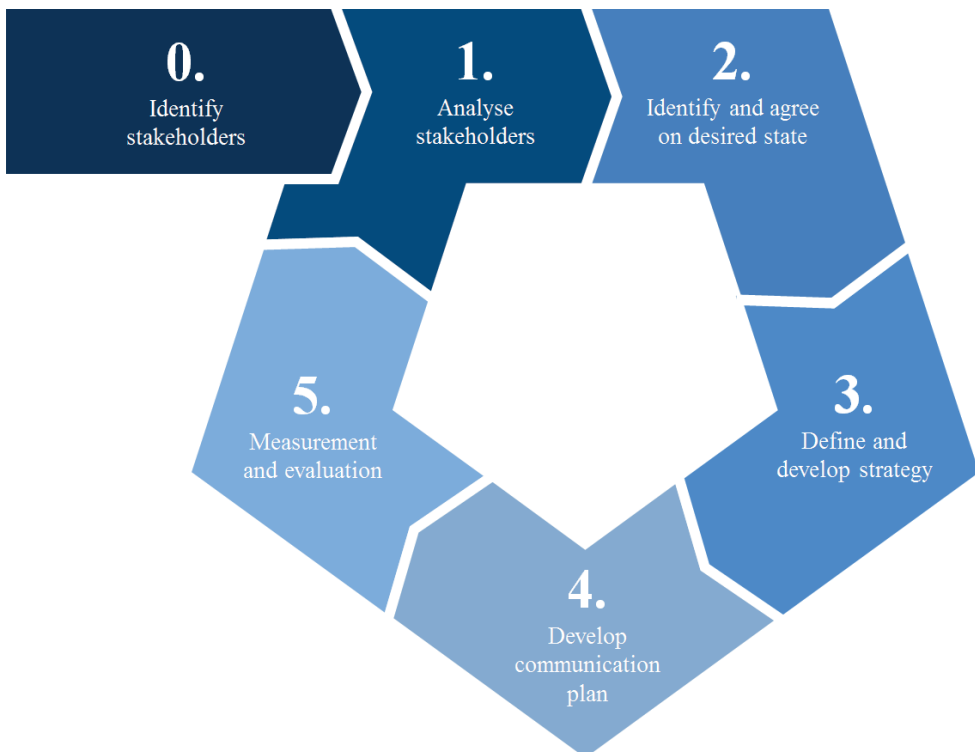 0.
Identify
stakeholders
1.
Analyse
stakeholders
2.
Identify and agree
on desired state
3.
Define and
develop strategy
4.
Develop
communication
plan
5.
Measurement
and evaluation